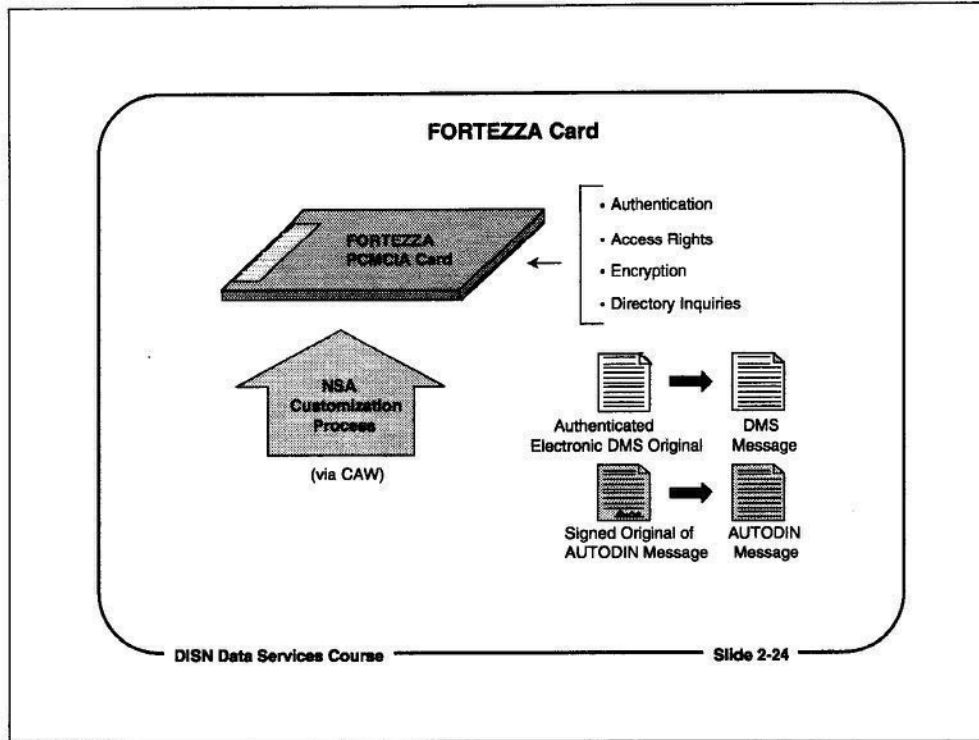 FORTEZZA Card
FORTEZZA
PCMCIA Card
• Authentication
• Access Rights
• Encryption
• Directory Inquiries
NSA
Customization
Process
(via CAW)
Authenticated
Electronic DMS Original
DMS
Message
Signed Original of
AUTODIN Message
AUTODIN
Message
DISN Data Services Course
Slide 2-24